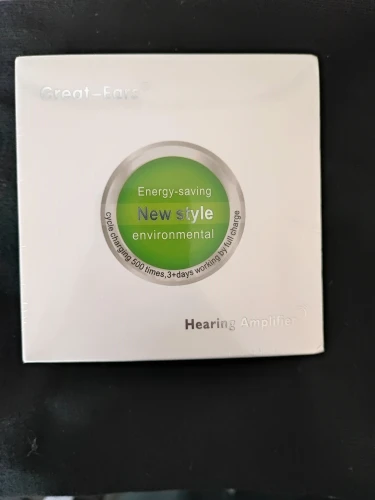 Great-Ears
Energy-saving
New style
environmental
cycle charging 500 times,3+days working by full charge
Hearing Amplifier